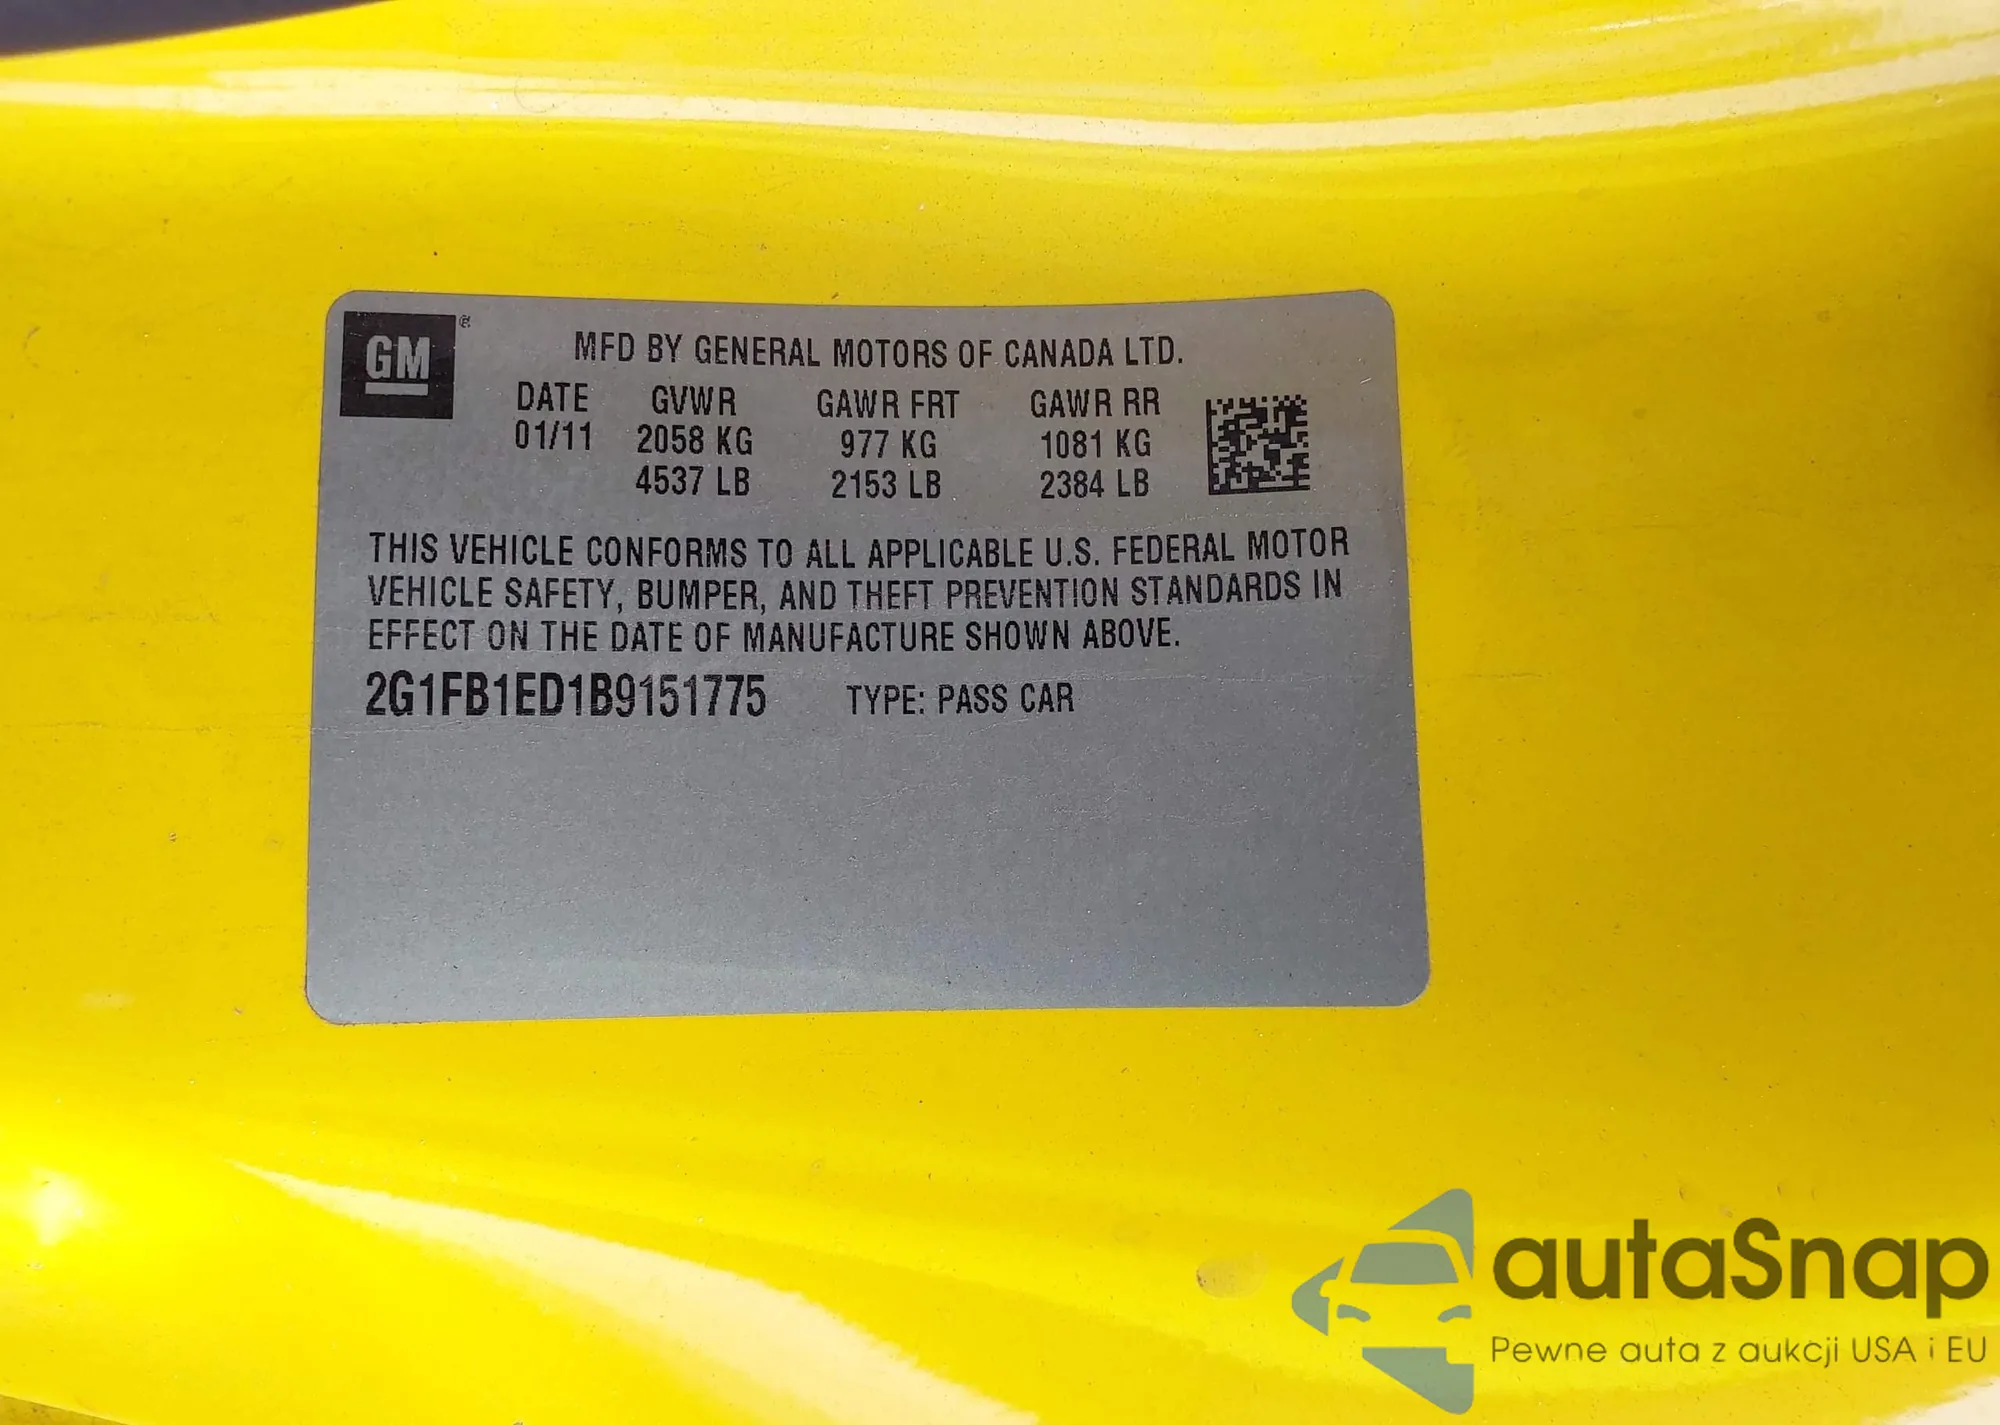 GM
MFD BY GENERAL MOTORS OF CANADA LTD.
DATE GVWR GAWR FRT GAWR RR
01/11 2058 KG 977 KG 1081 KG
4537 LB 2153 LB 2384 LB
THIS VEHICLE CONFORMS TO ALL APPLICABLE U.S. FEDERAL MOTOR
VEHICLE SAFETY, BUMPER, AND THEFT PREVENTION STANDARDS IN
EFFECT ON THE DATE OF MANUFACTURE SHOWN ABOVE.
2G1FB1ED1B9151775 TYPE: PASS CAR
autaSnap
Pewne auta z aukcji USA i EU